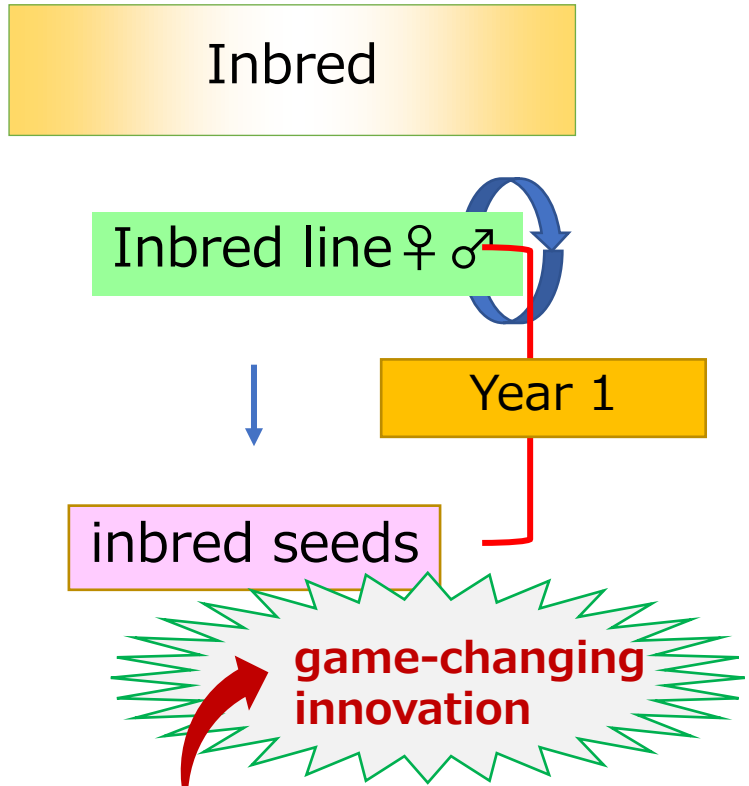 Inbred
Inbred line♀♂
Year 1
inbred seeds
game-changing
innovation